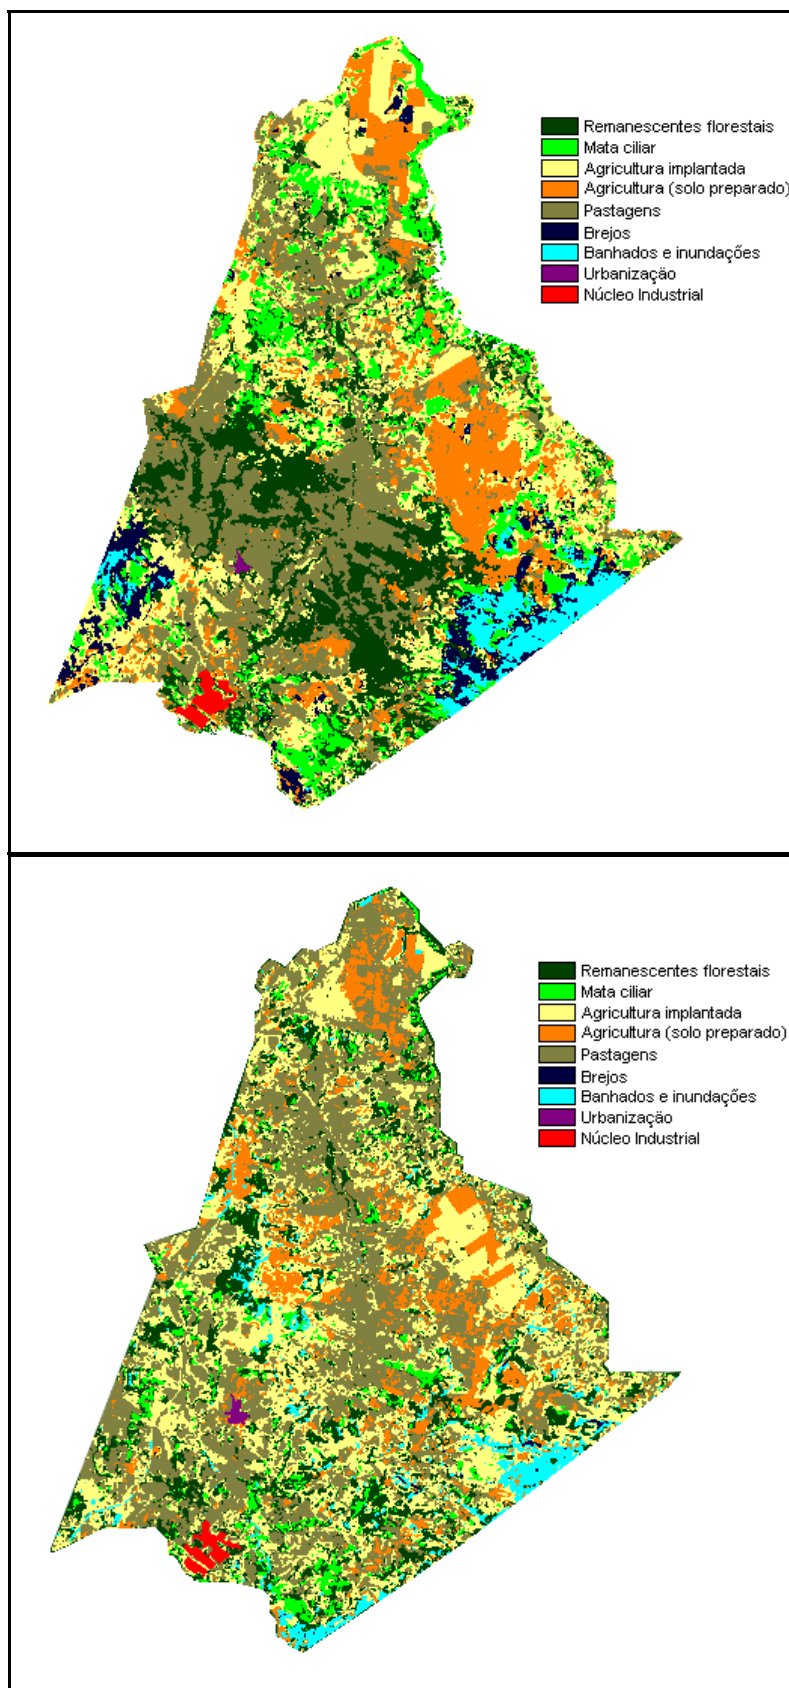 Remanescentes florestais
Mata ciliar
Agricultura implantada
Agricultura (solo preparado)
Pastagens
Brejos
Banhados e inundações
Urbanização
Núcleo Industrial
Remanescentes florestais
Mata ciliar
Agricultura implantada
Agricultura (solo preparado)
Pastagens
Brejos
Banhados e inundações
Urbanização
Núcleo Industrial